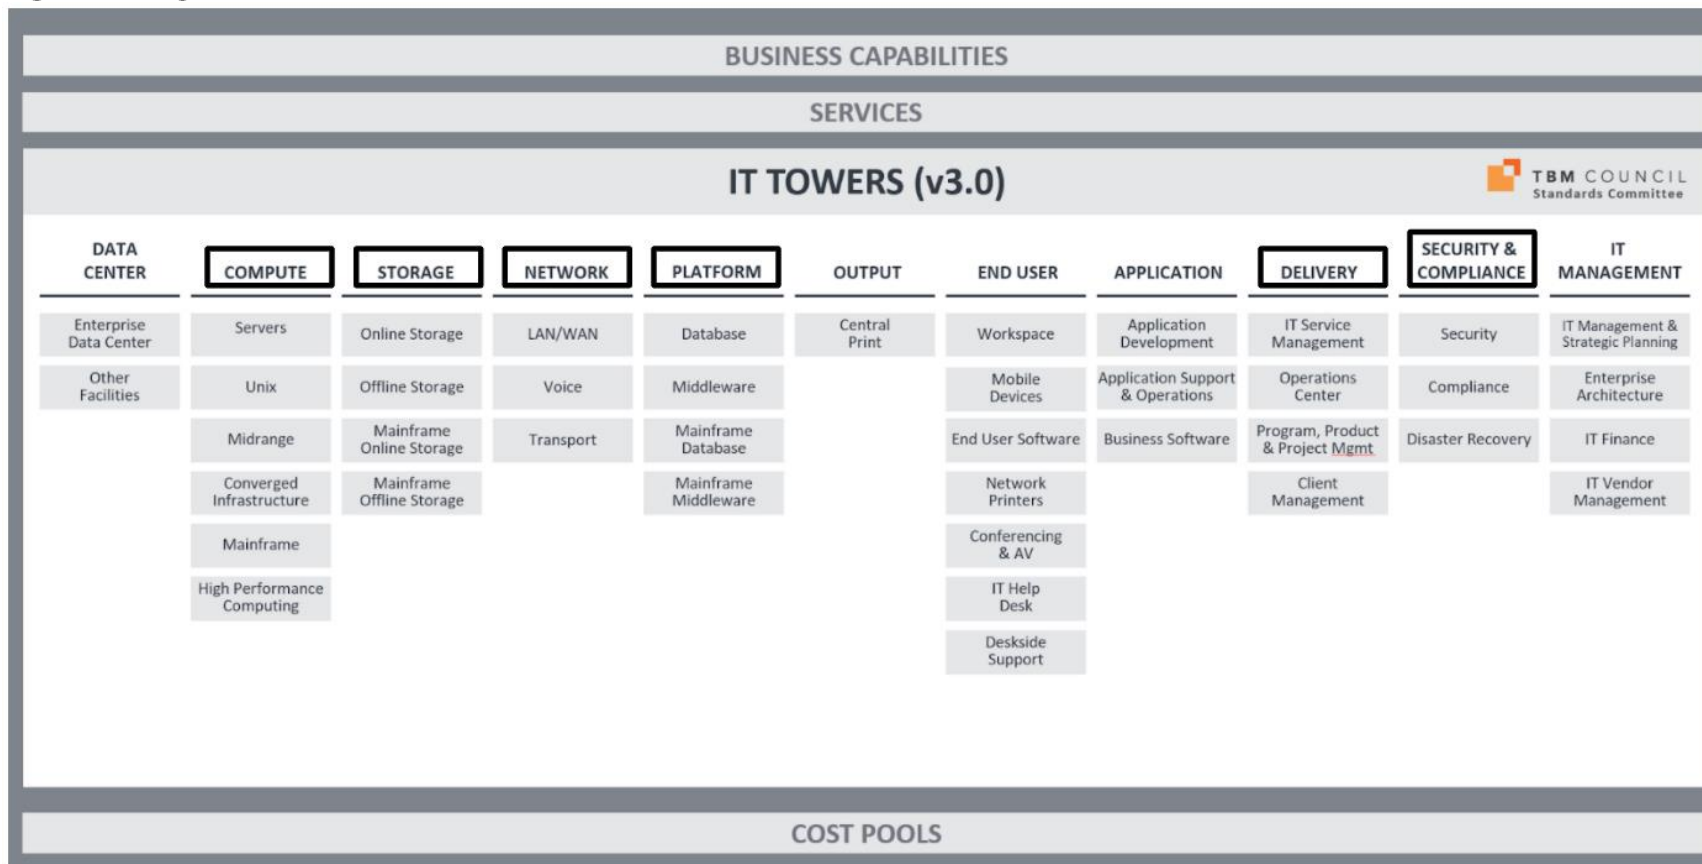 BUSINESS CAPABILITIES
SERVICES
IT TOWERS (v3.0)
TBM COUNCIL
Standards Committee
DATA
CENTER
Enterprise
Data Center
Other
Facilities
COMPUTE
Servers
Unix
Midrange
Converged
Infrastructure
Mainframe
High Performance
Computing
STORAGE
Online Storage
Offline Storage
Mainframe
Online Storage
Mainframe
Offline Storage
NETWORK
LAN/WAN
Voice
Transport
PLATFORM
Database
Middleware
Mainframe
Database
Mainframe
Middleware
OUTPUT
Central
Print
END USER
Workspace
Mobile
Devices
End User Software
Network
Printers
Conferencing
& AV
IT Help
Desk
Deskside
Support
APPLICATION
Application
Development
Application Support
& Operations
Business Software
DELIVERY
IT Service
Management
Operations
Center
Program, Product
& Project Mgmt
Client
Management
SECURITY &
COMPLIANCE
Security
Compliance
Disaster Recovery
IT
MANAGEMENT
IT Management &
Strategic Planning
Enterprise
Architecture
IT Finance
IT Vendor
Management
COST POOLS